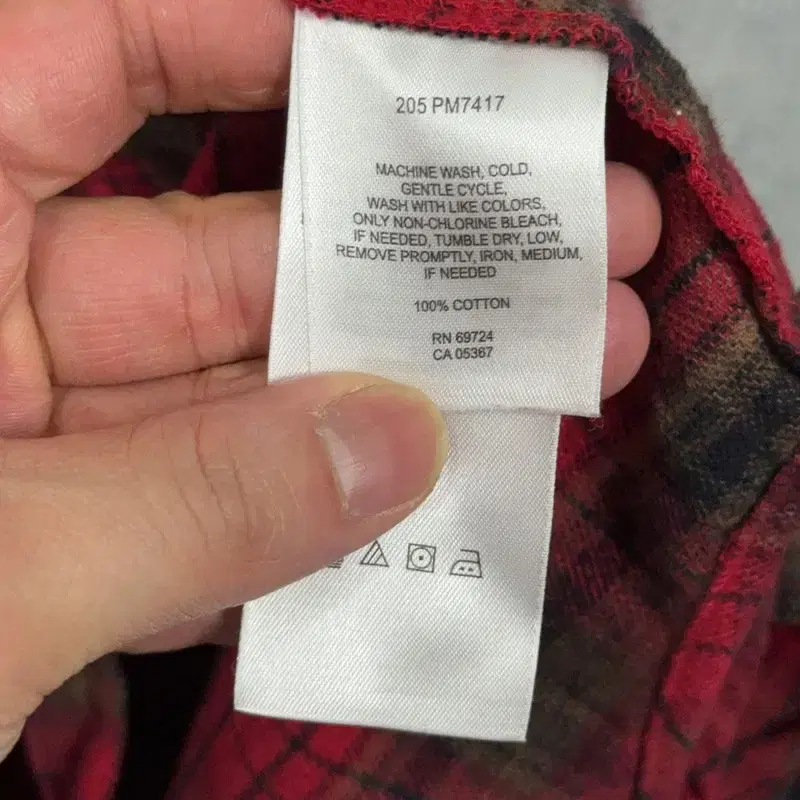 205 PM7417
MACHINE WASH, COLD,
GENTLE CYCLE,
WASH WITH LIKE COLORS,
ONLY NON-CHLORINE BLEACH,
IF NEEDED, TUMBLE DRY, LOW,
REMOVE PROMPTLY, IRON, MEDIUM,
IF NEEDED
100% COTTON
RN 69724
CA 05367